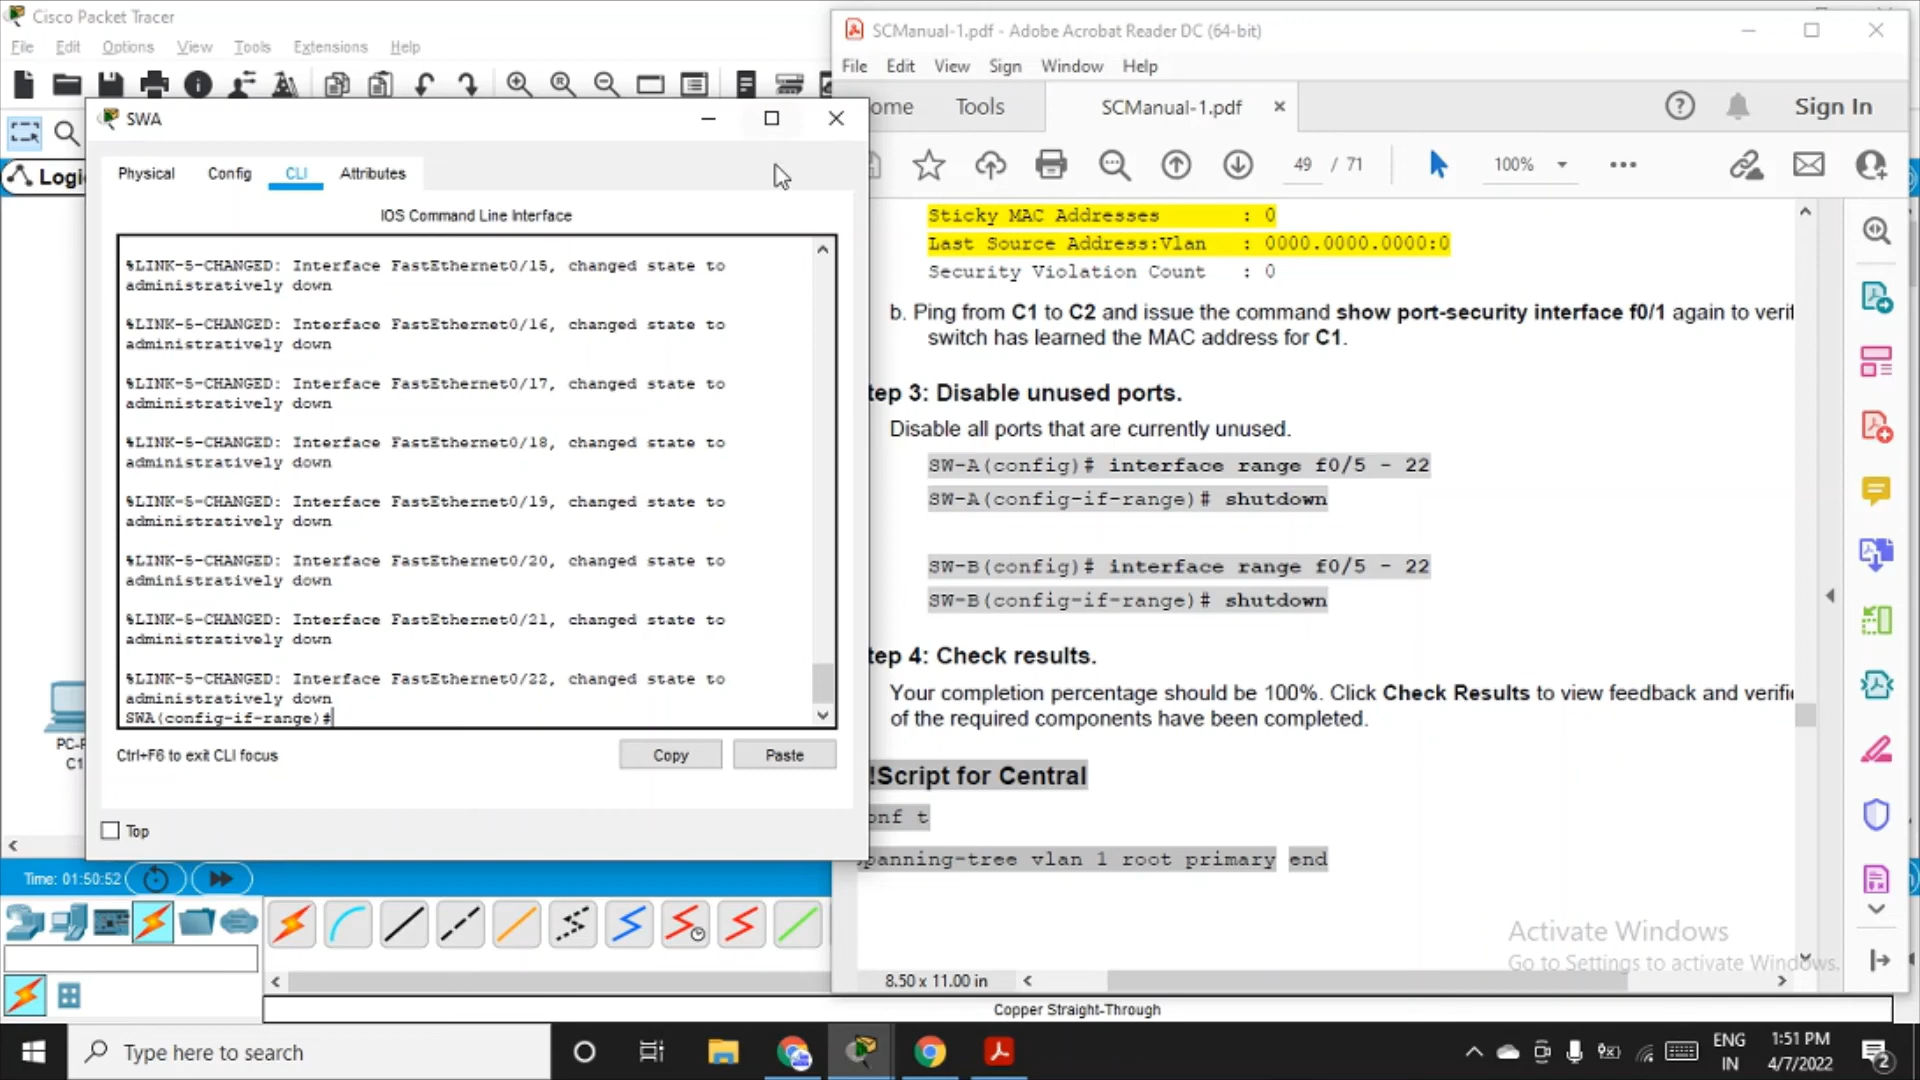 Cisco Packet Tracer
File Edit Options View Tools Extensions Help
Logi
SWA
Physical Config CLI Attributes
IOS Command Line Interface
%LINK-5-CHANGED: Interface FastEthernet0/15, changed state to
administratively down
%LINK-5-CHANGED: Interface FastEthernet0/16, changed state to
administratively down
%LINK-5-CHANGED: Interface FastEthernet0/17, changed state to
administratively down
%LINK-5-CHANGED: Interface FastEthernet0/18, changed state to
administratively down
%LINK-5-CHANGED: Interface FastEthernet0/19, changed state to
administratively down
%LINK-5-CHANGED: Interface FastEthernet0/20, changed state to
administratively down
%LINK-5-CHANGED: Interface FastEthernet0/21, changed state to
administratively down
%LINK-5-CHANGED: Interface FastEthernet0/22, changed state to
administratively down
SWA(config-if-range)#
Ctrl+F6 to exit CLI focus
Copy Paste
Top
PC-P
C1
Time: 01:50:52
Copper Straight-Through
SCManual-1.pdf - Adobe Acrobat Reader DC (64-bit)
File Edit View Sign Window Help
ome Tools SCManual-1.pdf Sign In
49 / 71 100%
Sticky MAC Addresses : 0
Last Source Address:Vlan : 0000.0000.0000:0
Security Violation Count : 0
b. Ping from C1 to C2 and issue the command show port-security interface f0/1 again to verif
switch has learned the MAC address for C1.
tep 3: Disable unused ports.
Disable all ports that are currently unused.
SW-A(config)# interface range f0/5 - 22
SW-A(config-if-range)# shutdown
SW-B(config)# interface range f0/5 - 22
SW-B(config-if-range)# shutdown
tep 4: Check results.
Your completion percentage should be 100%. Click Check Results to view feedback and verific
of the required components have been completed.
!Script for Central
onf t
panning-tree vlan 1 root primary end
Activate Windows
Go to Settings to activate Windows.
8.50 x 11.00 in
Type here to search
ENG
IN
1:51 PM
4/7/2022
2